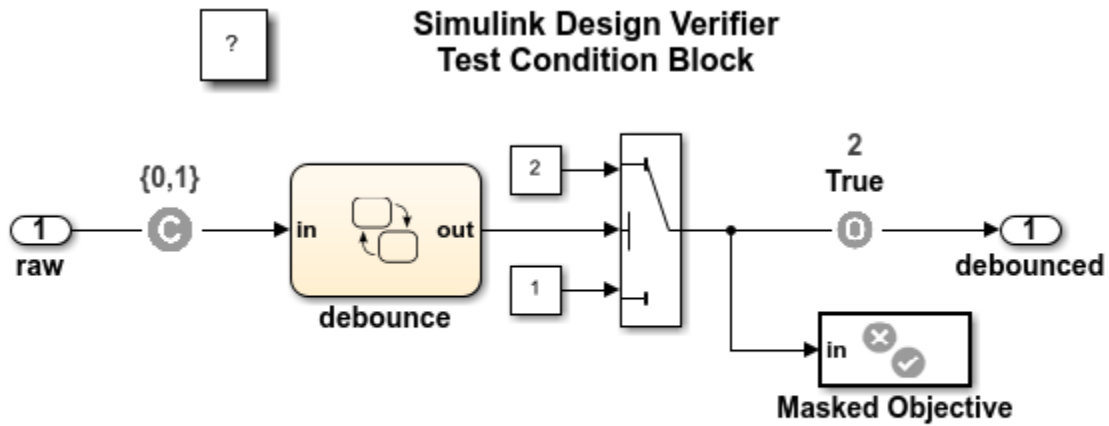 ?
Simulink Design Verifier
Test Condition Block
{0,1}
1
raw
C
in
out
debounce
2
1
2
True
O
1
debounced
in
Masked Objective